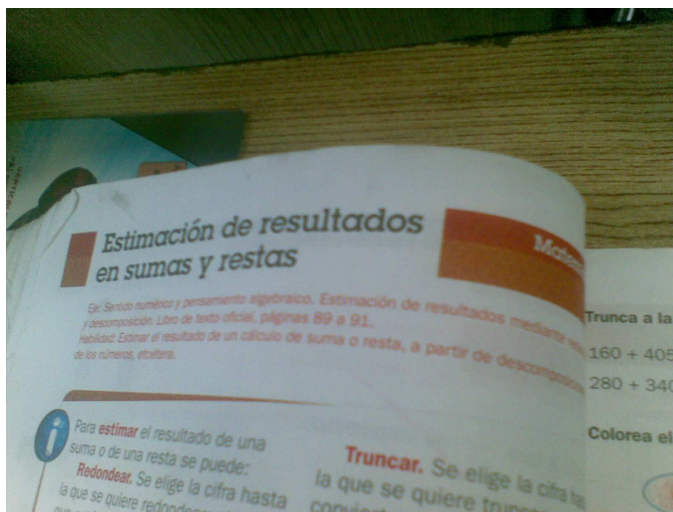 Estimación de resultados
en sumas y restas
Eje: Sentido numérico y pensamiento algebraico. Estimación de resultados mediante
y descomposición. Libro de texto oficial, páginas 89 a 91.
Habilidad: Estimar el resultado de un cálculo de suma o resta, a partir de
de los números, etcétera.
Para estimar el resultado de una
suma o de una resta se puede:
Redondear. Se elige la cifra hasta
la que se quiere
Truncar. Se elige la cifra
la que se quiere
Trunca a la
160 + 405
280 + 340
Colorea el